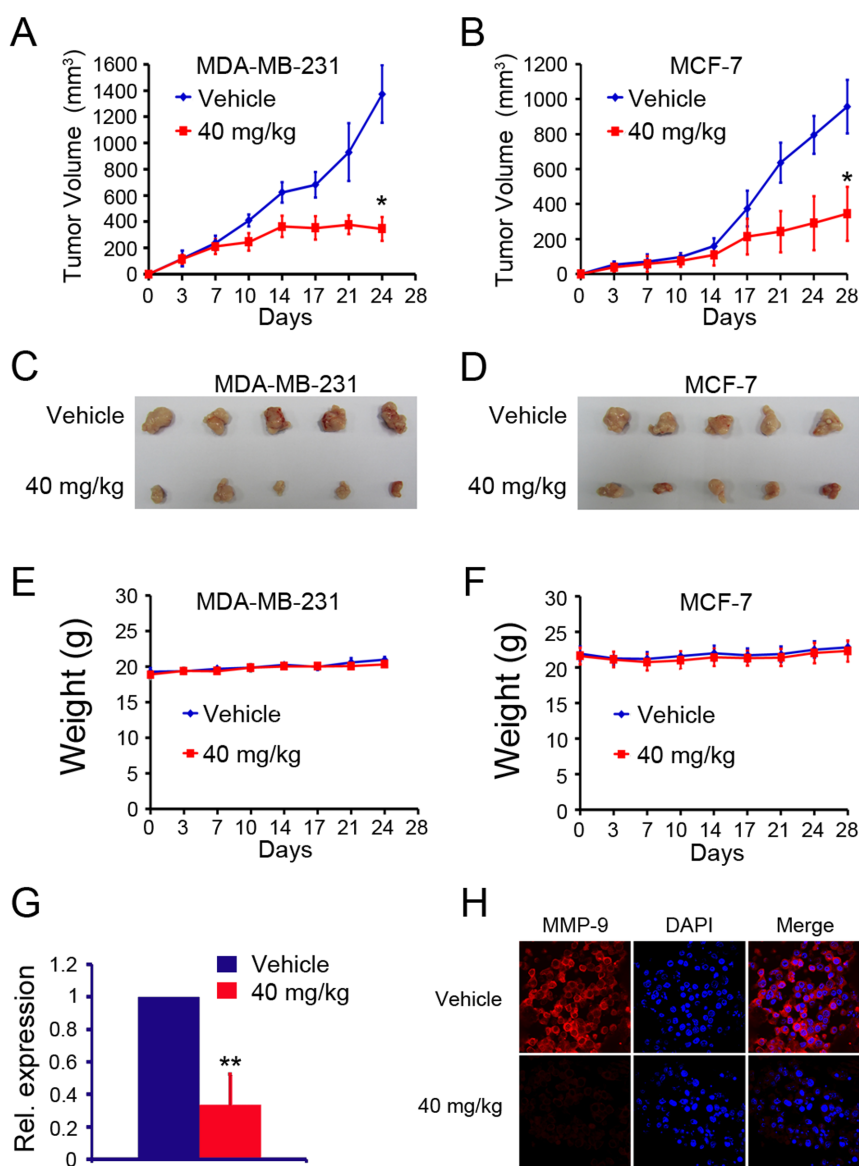 A
MDA-MB-231
Tumor Volume (mm³)
1600
1400
1200
1000
800
600
400
200
0
Vehicle
40 mg/kg
*
0 3 7 10 14 17 21 24 28
Days
B
MCF-7
Tumor Volume (mm³)
1200
1000
800
600
400
200
0
Vehicle
40 mg/kg
*
0 3 7 10 14 17 21 24 28
Days
C
MDA-MB-231
Vehicle
40 mg/kg
D
MCF-7
Vehicle
40 mg/kg
E
MDA-MB-231
Weight (g)
30
25
20
15
10
5
0
Vehicle
40 mg/kg
0 3 7 10 14 17 21 24 28
Days
F
MCF-7
Weight (g)
30
25
20
15
10
5
0
Vehicle
40 mg/kg
0 3 7 10 14 17 21 24 28
Days
G
Rel. expression
1.2
1
0.8
0.6
0.4
0.2
0
Vehicle
40 mg/kg
**
H
MMP-9 DAPI Merge
Vehicle
40 mg/kg